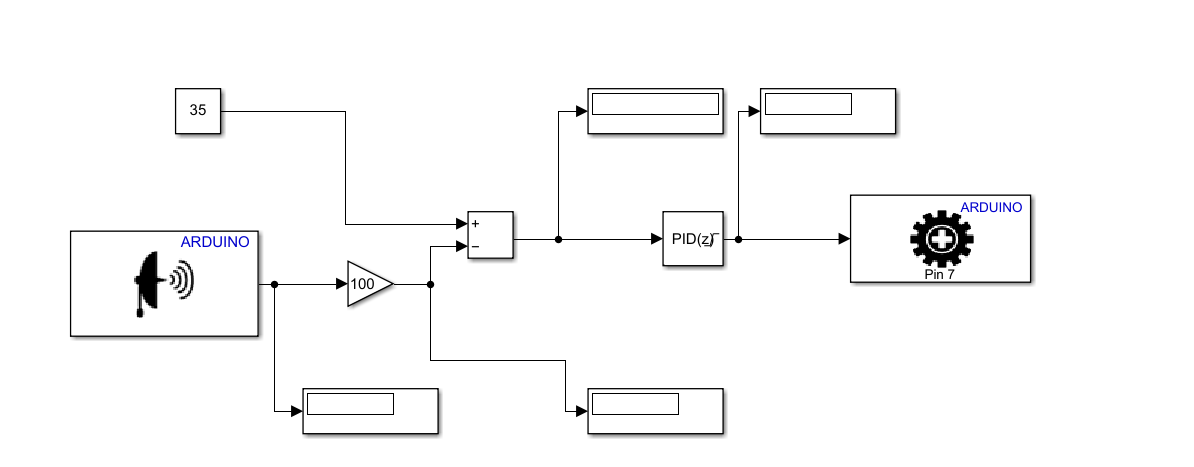 35
+
−
ARDUINO
100
PID(z)
ARDUINO
Pin 7